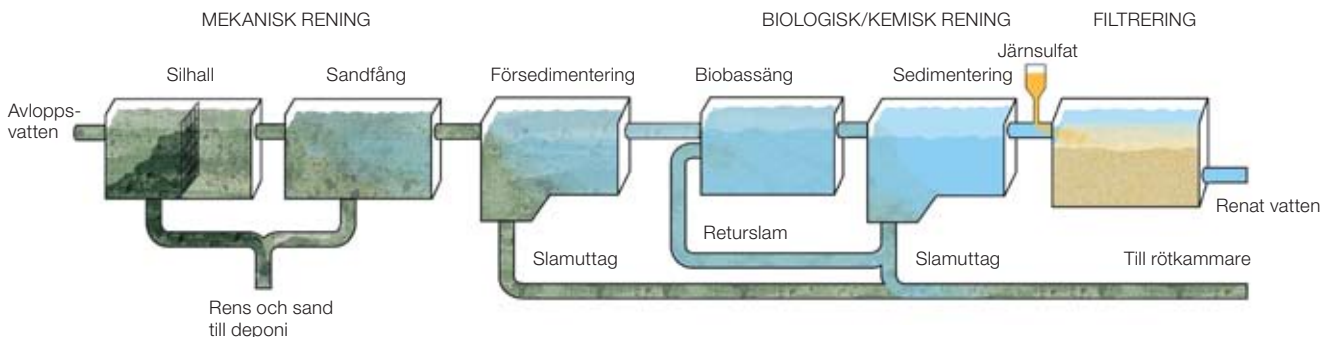 MEKANISK RENING
BIOLOGISK/KEMISK RENING
FILTRERING
Järnsulfat
Silhall
Sandfång
Försedimentering
Biobassäng
Sedimentering
Avlopps-
vatten
Renat vatten
Returslam
Slamuttag
Slamuttag
Till rötkammare
Rens och sand
till deponi